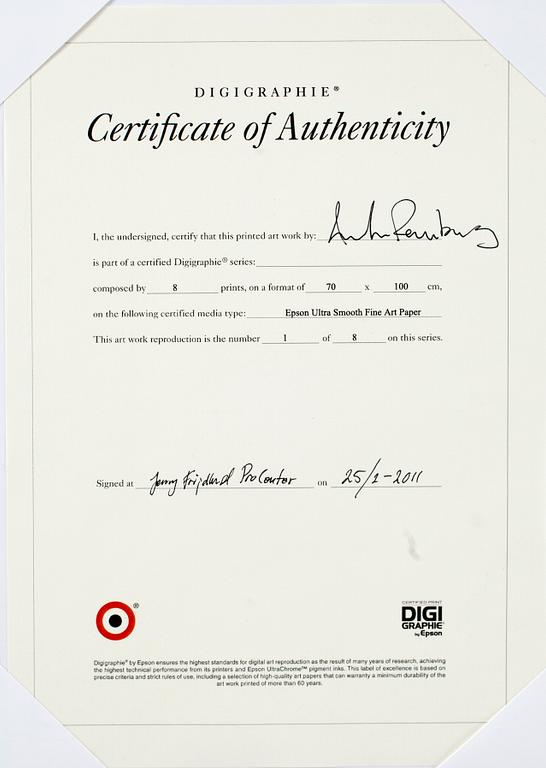 DIGIGRAPHIE®
Certificate of Authenticity
I, the undersigned, certify that this printed art work by:
is part of a certified Digigraphie® series:
composed by 8 prints, on a format of 70 x 100 cm,
on the following certified media type: Epson Ultra Smooth Fine Art Paper
This art work reproduction is the number 1 of 8 on this series.
Signed at Jenny Fridlund ProCenter on 25/1-2011
®
CERTIFIED PRINT
DIGI
GRAPHIE®
by Epson
Digigraphie® by Epson ensures the highest standards for digital art reproduction as the result of many years of research, achieving
the highest technical performance from its printers and Epson UltraChrome™ pigment inks. This label of excellence is based on
precise criteria and strict rules of use, including a selection of high-quality art papers that can warranty a minimum durability of the
art work printed of more than 60 years.